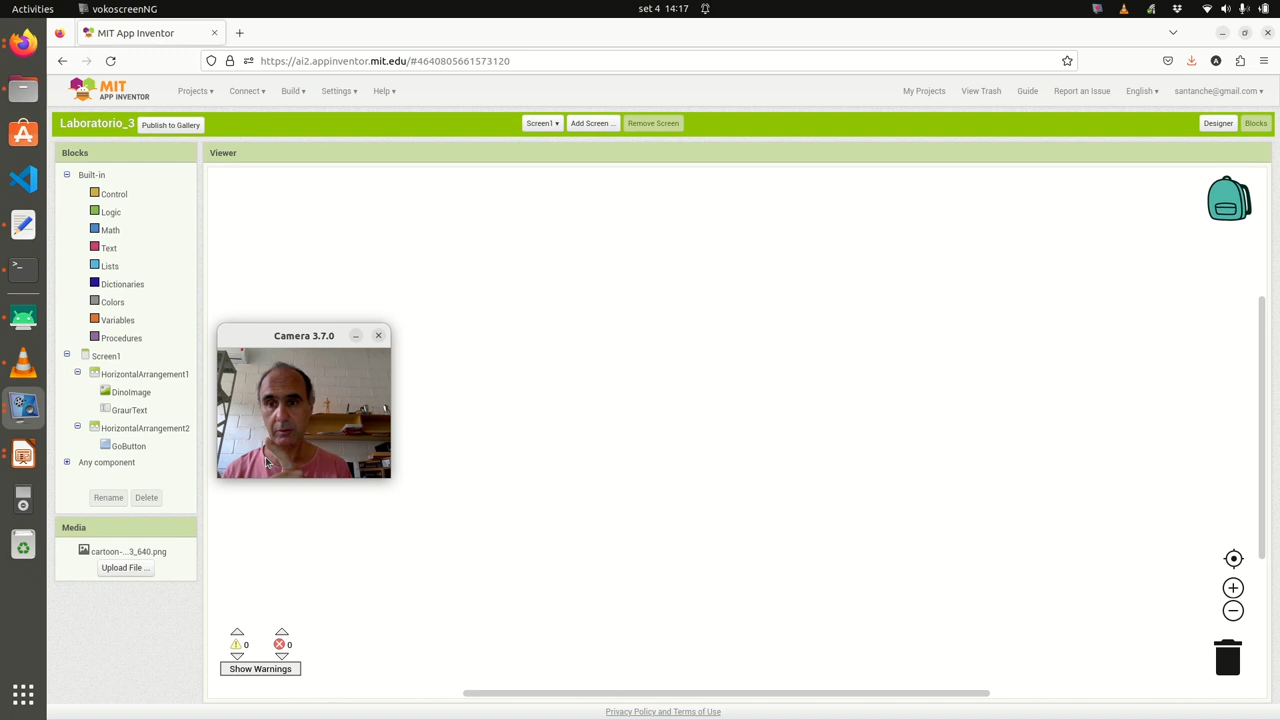 Activities
vokoscreenNG
set 4 14:17
MIT App Inventor
https://ai2.appinventor.mit.edu/#4640805661573120
MIT
APP INVENTOR
Projects ▾
Connect ▾
Build ▾
Settings ▾
Help ▾
My Projects
View Trash
Guide
Report an Issue
English ▾
santanche@gmail.com ▾
Laboratorio_3
Publish to Gallery
Screen1 ▾
Add Screen ...
Remove Screen
Designer
Blocks
Blocks
Viewer
Built-in
Control
Logic
Math
Text
Lists
Dictionaries
Colors
Variables
Procedures
Screen1
HorizontalArrangement1
DinoImage
GraurText
HorizontalArrangement2
GoButton
Any component
Rename
Delete
Media
cartoon-...3_640.png
Upload File ...
Camera 3.7.0
0
0
Show Warnings
Privacy Policy and Terms of Use